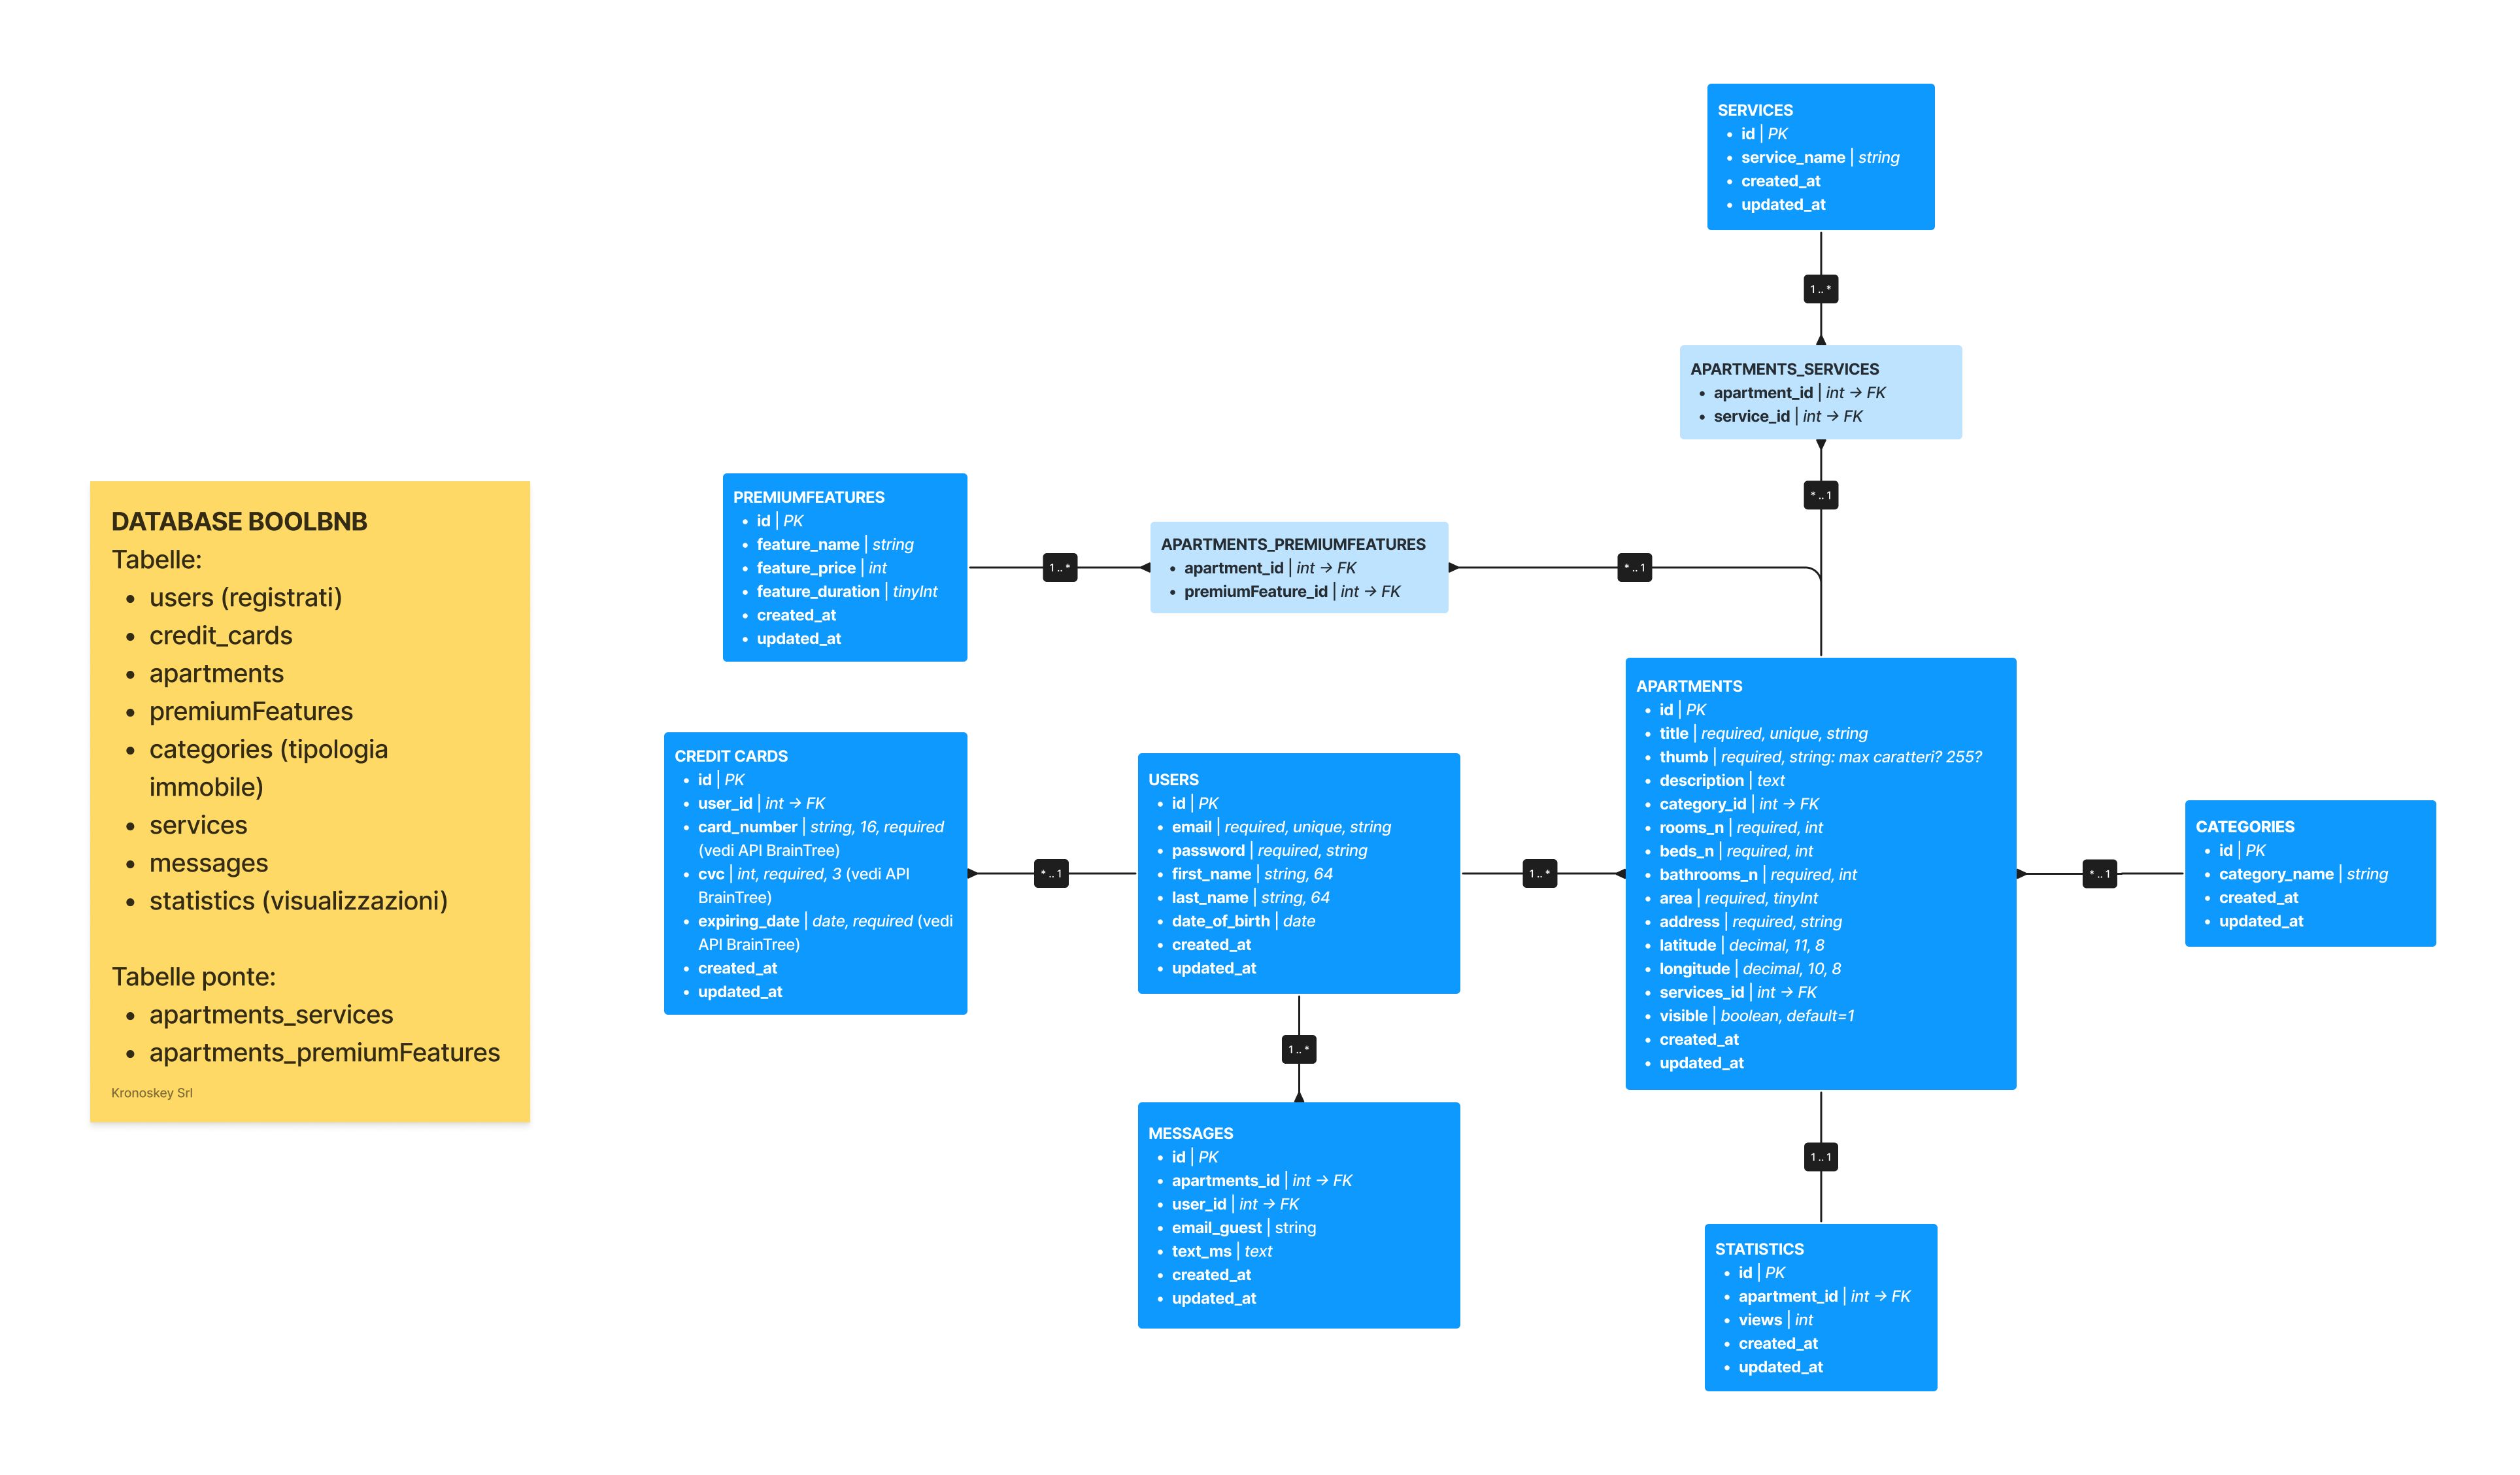 DATABASE BOOLBNB
Tabelle:
• users (registrati)
• credit_cards
• apartments
• premiumFeatures
• categories (tipologia
immobile)
• services
• messages
• statistics (visualizzazioni)
Tabelle ponte:
• apartments_services
• apartments_premiumFeatures
Kronoskey Srl
SERVICES
• id | PK
• service_name | string
• created_at
• updated_at
1 .. *
APARTMENTS_SERVICES
• apartment_id | int → FK
• service_id | int → FK
* .. 1
PREMIUMFEATURES
• id | PK
• feature_name | string
• feature_price | int
• feature_duration | tinyInt
• created_at
• updated_at
1 .. *
APARTMENTS_PREMIUMFEATURES
• apartment_id | int → FK
• premiumFeature_id | int → FK
* .. 1
CREDIT CARDS
• id | PK
• user_id | int → FK
• card_number | string, 16, required
(vedi API BrainTree)
• cvc | int, required, 3 (vedi API
BrainTree)
• expiring_date | date, required (vedi
API BrainTree)
• created_at
• updated_at
* .. 1
USERS
• id | PK
• email | required, unique, string
• password | required, string
• first_name | string, 64
• last_name | string, 64
• date_of_birth | date
• created_at
• updated_at
1 .. *
APARTMENTS
• id | PK
• title | required, unique, string
• thumb | required, string: max caratteri? 255?
• description | text
• category_id | int → FK
• rooms_n | required, int
• beds_n | required, int
• bathrooms_n | required, int
• area | required, tinyInt
• address | required, string
• latitude | decimal, 11, 8
• longitude | decimal, 10, 8
• services_id | int → FK
• visible | boolean, default=1
• created_at
• updated_at
* .. 1
CATEGORIES
• id | PK
• category_name | string
• created_at
• updated_at
1 .. *
MESSAGES
• id | PK
• apartments_id | int → FK
• user_id | int → FK
• email_guest | string
• text_ms | text
• created_at
• updated_at
1 .. 1
STATISTICS
• id | PK
• apartment_id | int → FK
• views | int
• created_at
• updated_at